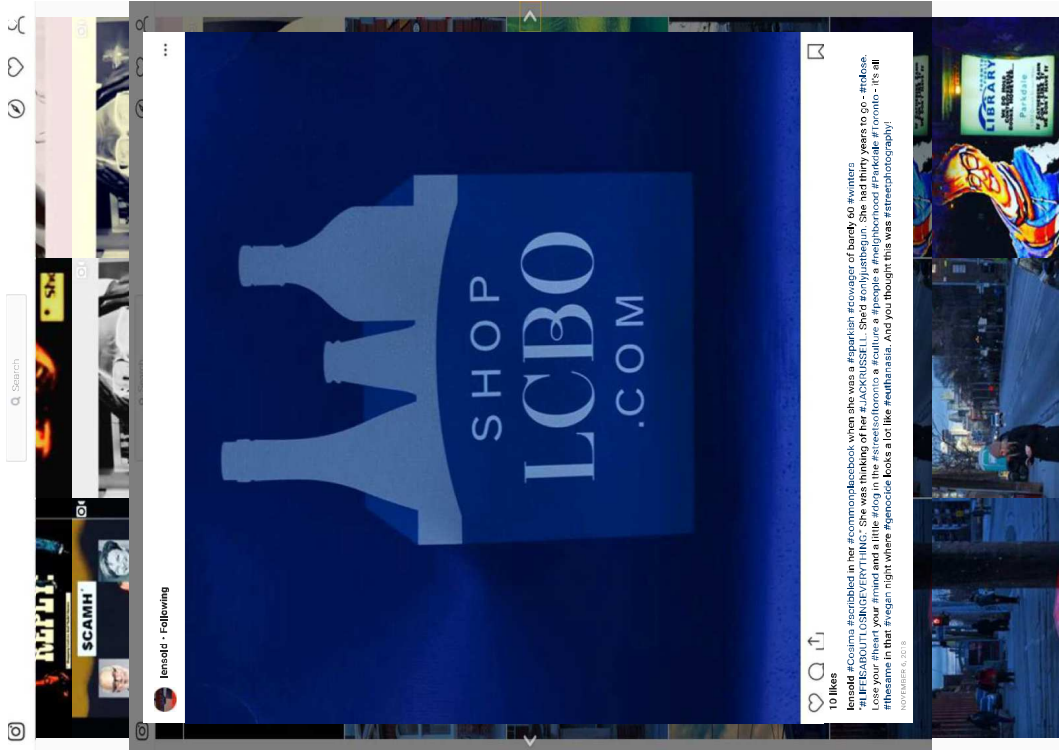 Search
lensold • Following
SHOP
LCBO
.COM
10 likes
lensold #Cosima #scribbled in her #commonplacebook when she was a #sparkish #dowager of barely 60 #winters
"#LIFEISABOUTLOSINGEVERYTHING." She was thinking of her #JACKRUSSELL. She'd #onlyjustbegun. She had thirty years to go - #tolose.
Lose your #heart your #mind and a little #dog in the #streetsoftoronto a #culture a #people a #neighborhood #Parkdale #Toronto - it's all
#thesame in that #vegan night where #genocide looks a lot like #euthanasia. And you thought this was #streetphotography!
NOVEMBER 6, 2018
REPLY.
SCAMH'
She
LIBRARY
Parkdale